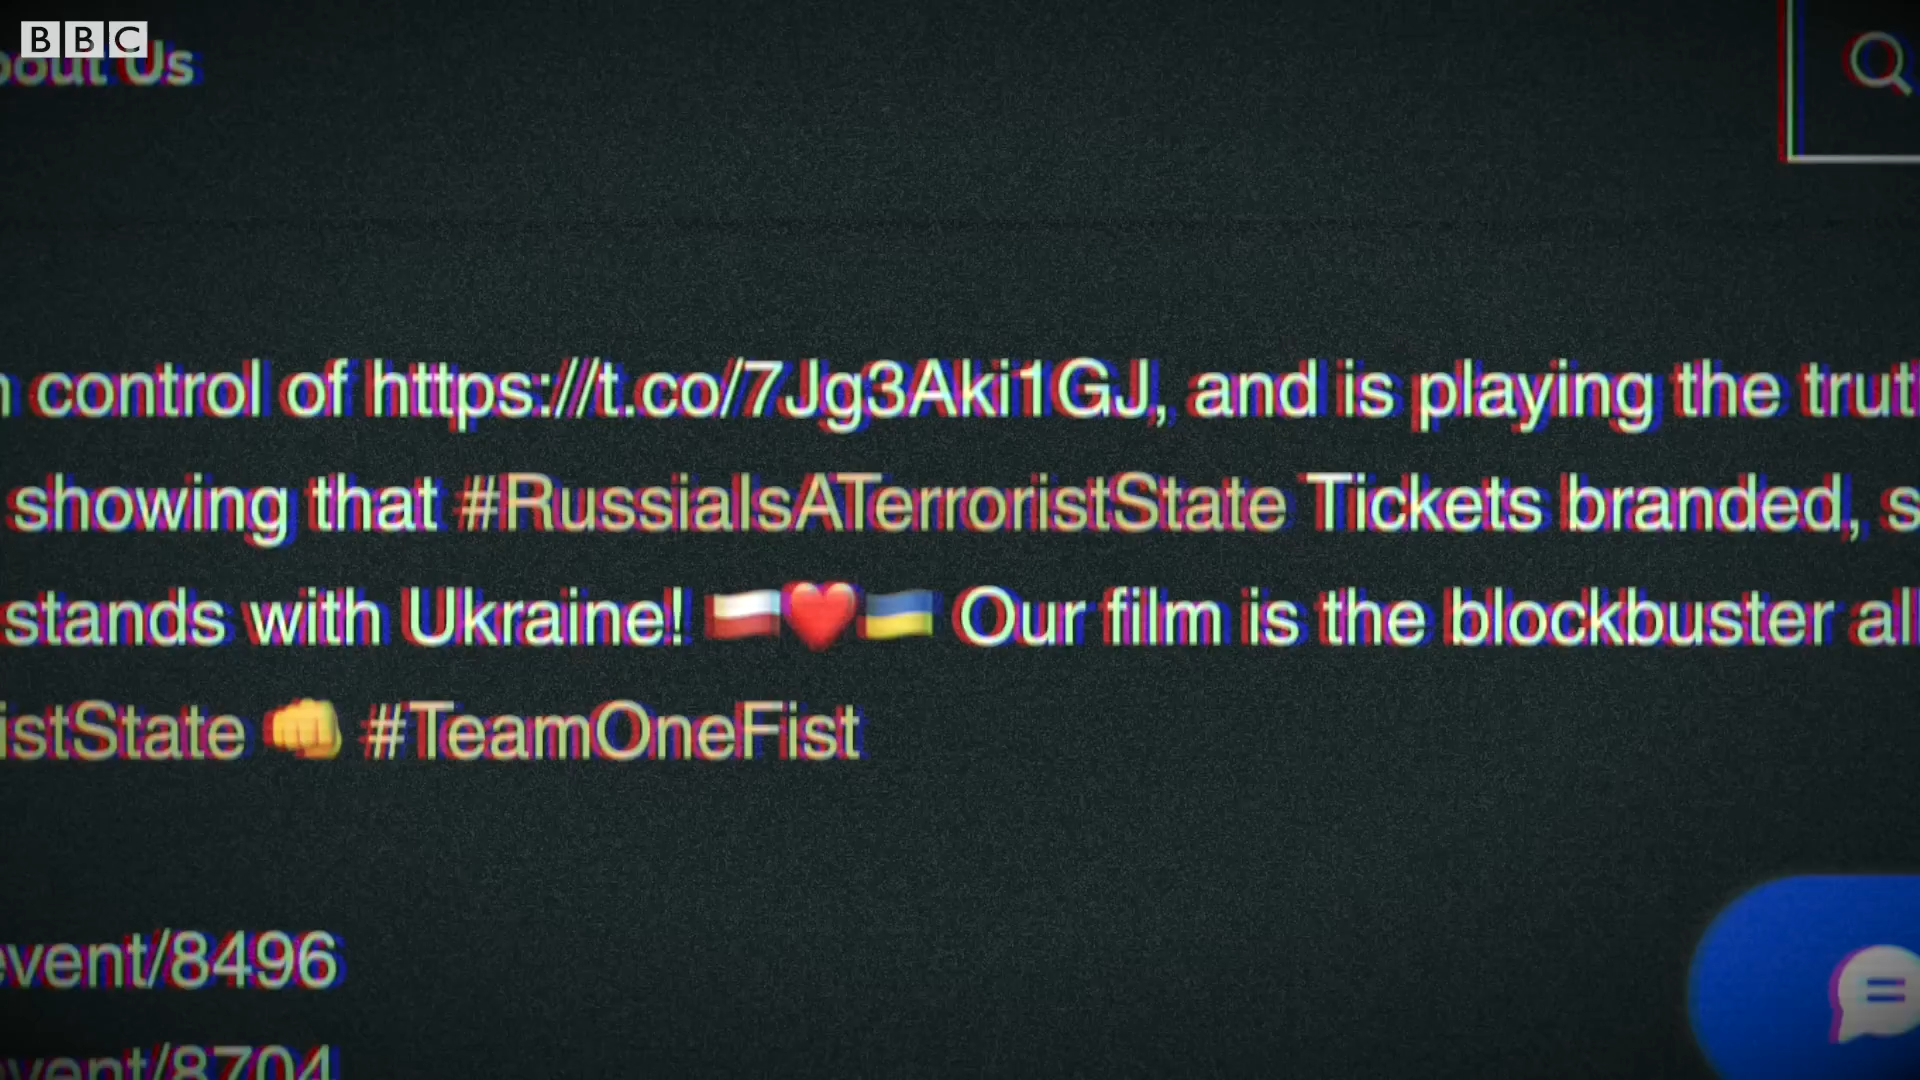 BBC
bout Us
control of https://t.co/7Jg3Aki1GJ, and is playing the trut
showing that #RussiaIsATerroristState Tickets branded, s
stands with Ukraine! 🇵🇱❤️🇺🇦 Our film is the blockbuster all
istState 👊 #TeamOneFist
event/8496
event/8704